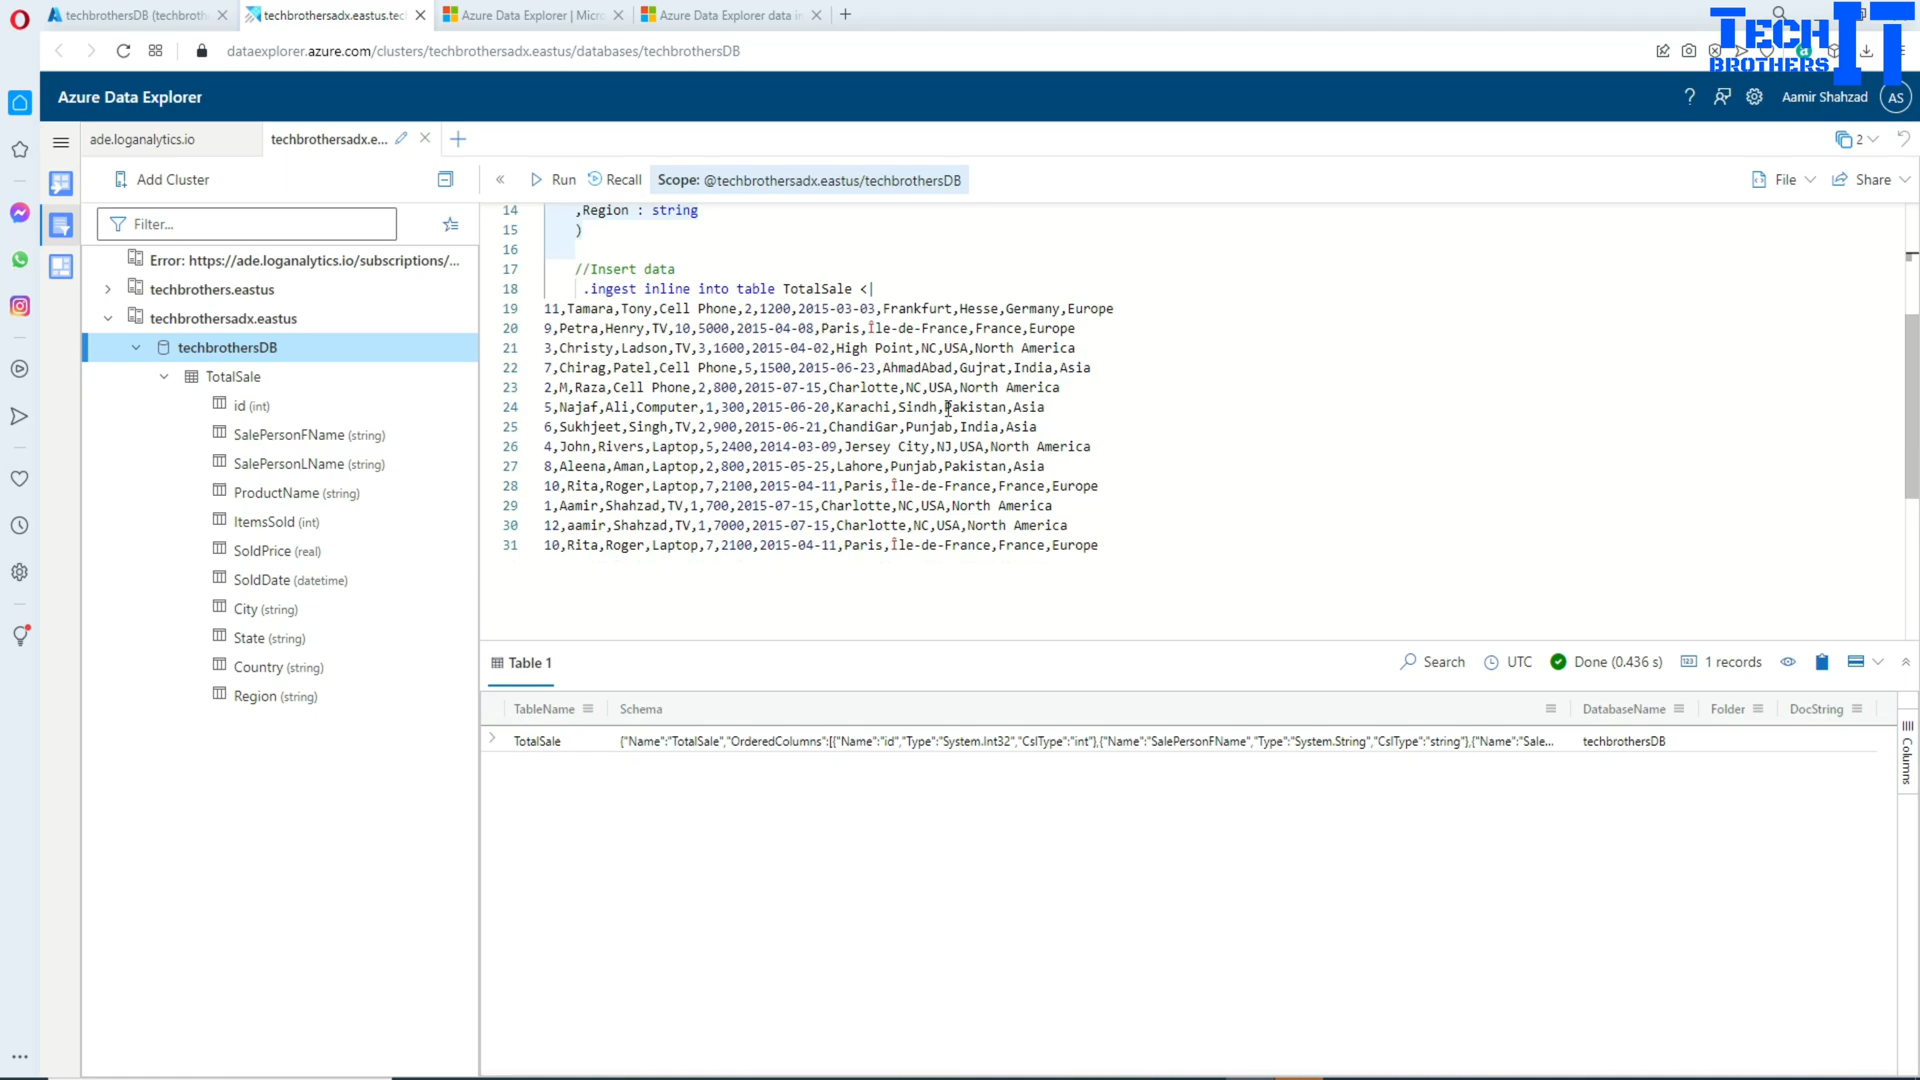 techbrothersDB (techbroth
techbrothersadx.eastus.tec
Azure Data Explorer | Micro
Azure Data Explorer data in
TECH IT
BROTHERS
dataexplorer.azure.com/clusters/techbrothersadx.eastus/databases/techbrothersDB
Azure Data Explorer
? Aamir Shahzad AS
ade.loganalytics.io
techbrothersadx.e...
2
Add Cluster
Run Recall Scope: @techbrothersadx.eastus/techbrothersDB File Share
Filter...
Error: https://ade.loganalytics.io/subscriptions/...
techbrothers.eastus
techbrothersadx.eastus
techbrothersDB
TotalSale
id (int)
SalePersonFName (string)
SalePersonLName (string)
ProductName (string)
ItemsSold (int)
SoldPrice (real)
SoldDate (datetime)
City (string)
State (string)
Country (string)
Region (string)
14 ,Region : string
15 )
16
17 //Insert data
18 .ingest inline into table TotalSale <|
19 11,Tamara,Tony,Cell Phone,2,1200,2015-03-03,Frankfurt,Hesse,Germany,Europe
20 9,Petra,Henry,TV,10,5000,2015-04-08,Paris,Île-de-France,France,Europe
21 3,Christy,Ladson,TV,3,1600,2015-04-02,High Point,NC,USA,North America
22 7,Chirag,Patel,Cell Phone,5,1500,2015-06-23,AhmadAbad,Gujrat,India,Asia
23 2,M,Raza,Cell Phone,2,800,2015-07-15,Charlotte,NC,USA,North America
24 5,Najaf,Ali,Computer,1,300,2015-06-20,Karachi,Sindh,Pakistan,Asia
25 6,Sukhjeet,Singh,TV,2,900,2015-06-21,ChandiGar,Punjab,India,Asia
26 4,John,Rivers,Laptop,5,2400,2014-03-09,Jersey City,NJ,USA,North America
27 8,Aleena,Aman,Laptop,2,800,2015-05-25,Lahore,Punjab,Pakistan,Asia
28 10,Rita,Roger,Laptop,7,2100,2015-04-11,Paris,Île-de-France,France,Europe
29 1,Aamir,Shahzad,TV,1,700,2015-07-15,Charlotte,NC,USA,North America
30 12,aamir,Shahzad,TV,1,7000,2015-07-15,Charlotte,NC,USA,North America
31 10,Rita,Roger,Laptop,7,2100,2015-04-11,Paris,Île-de-France,France,Europe
Table 1 Search UTC Done (0.436 s) 1 records
TableName Schema DatabaseName Folder DocString
TotalSale {"Name":"TotalSale","OrderedColumns":[{"Name":"id","Type":"System.Int32","CslType":"int"},{"Name":"SalePersonFName","Type":"System.String","CslType":"string"},{"Name":"Sale... techbrothersDB
Columns